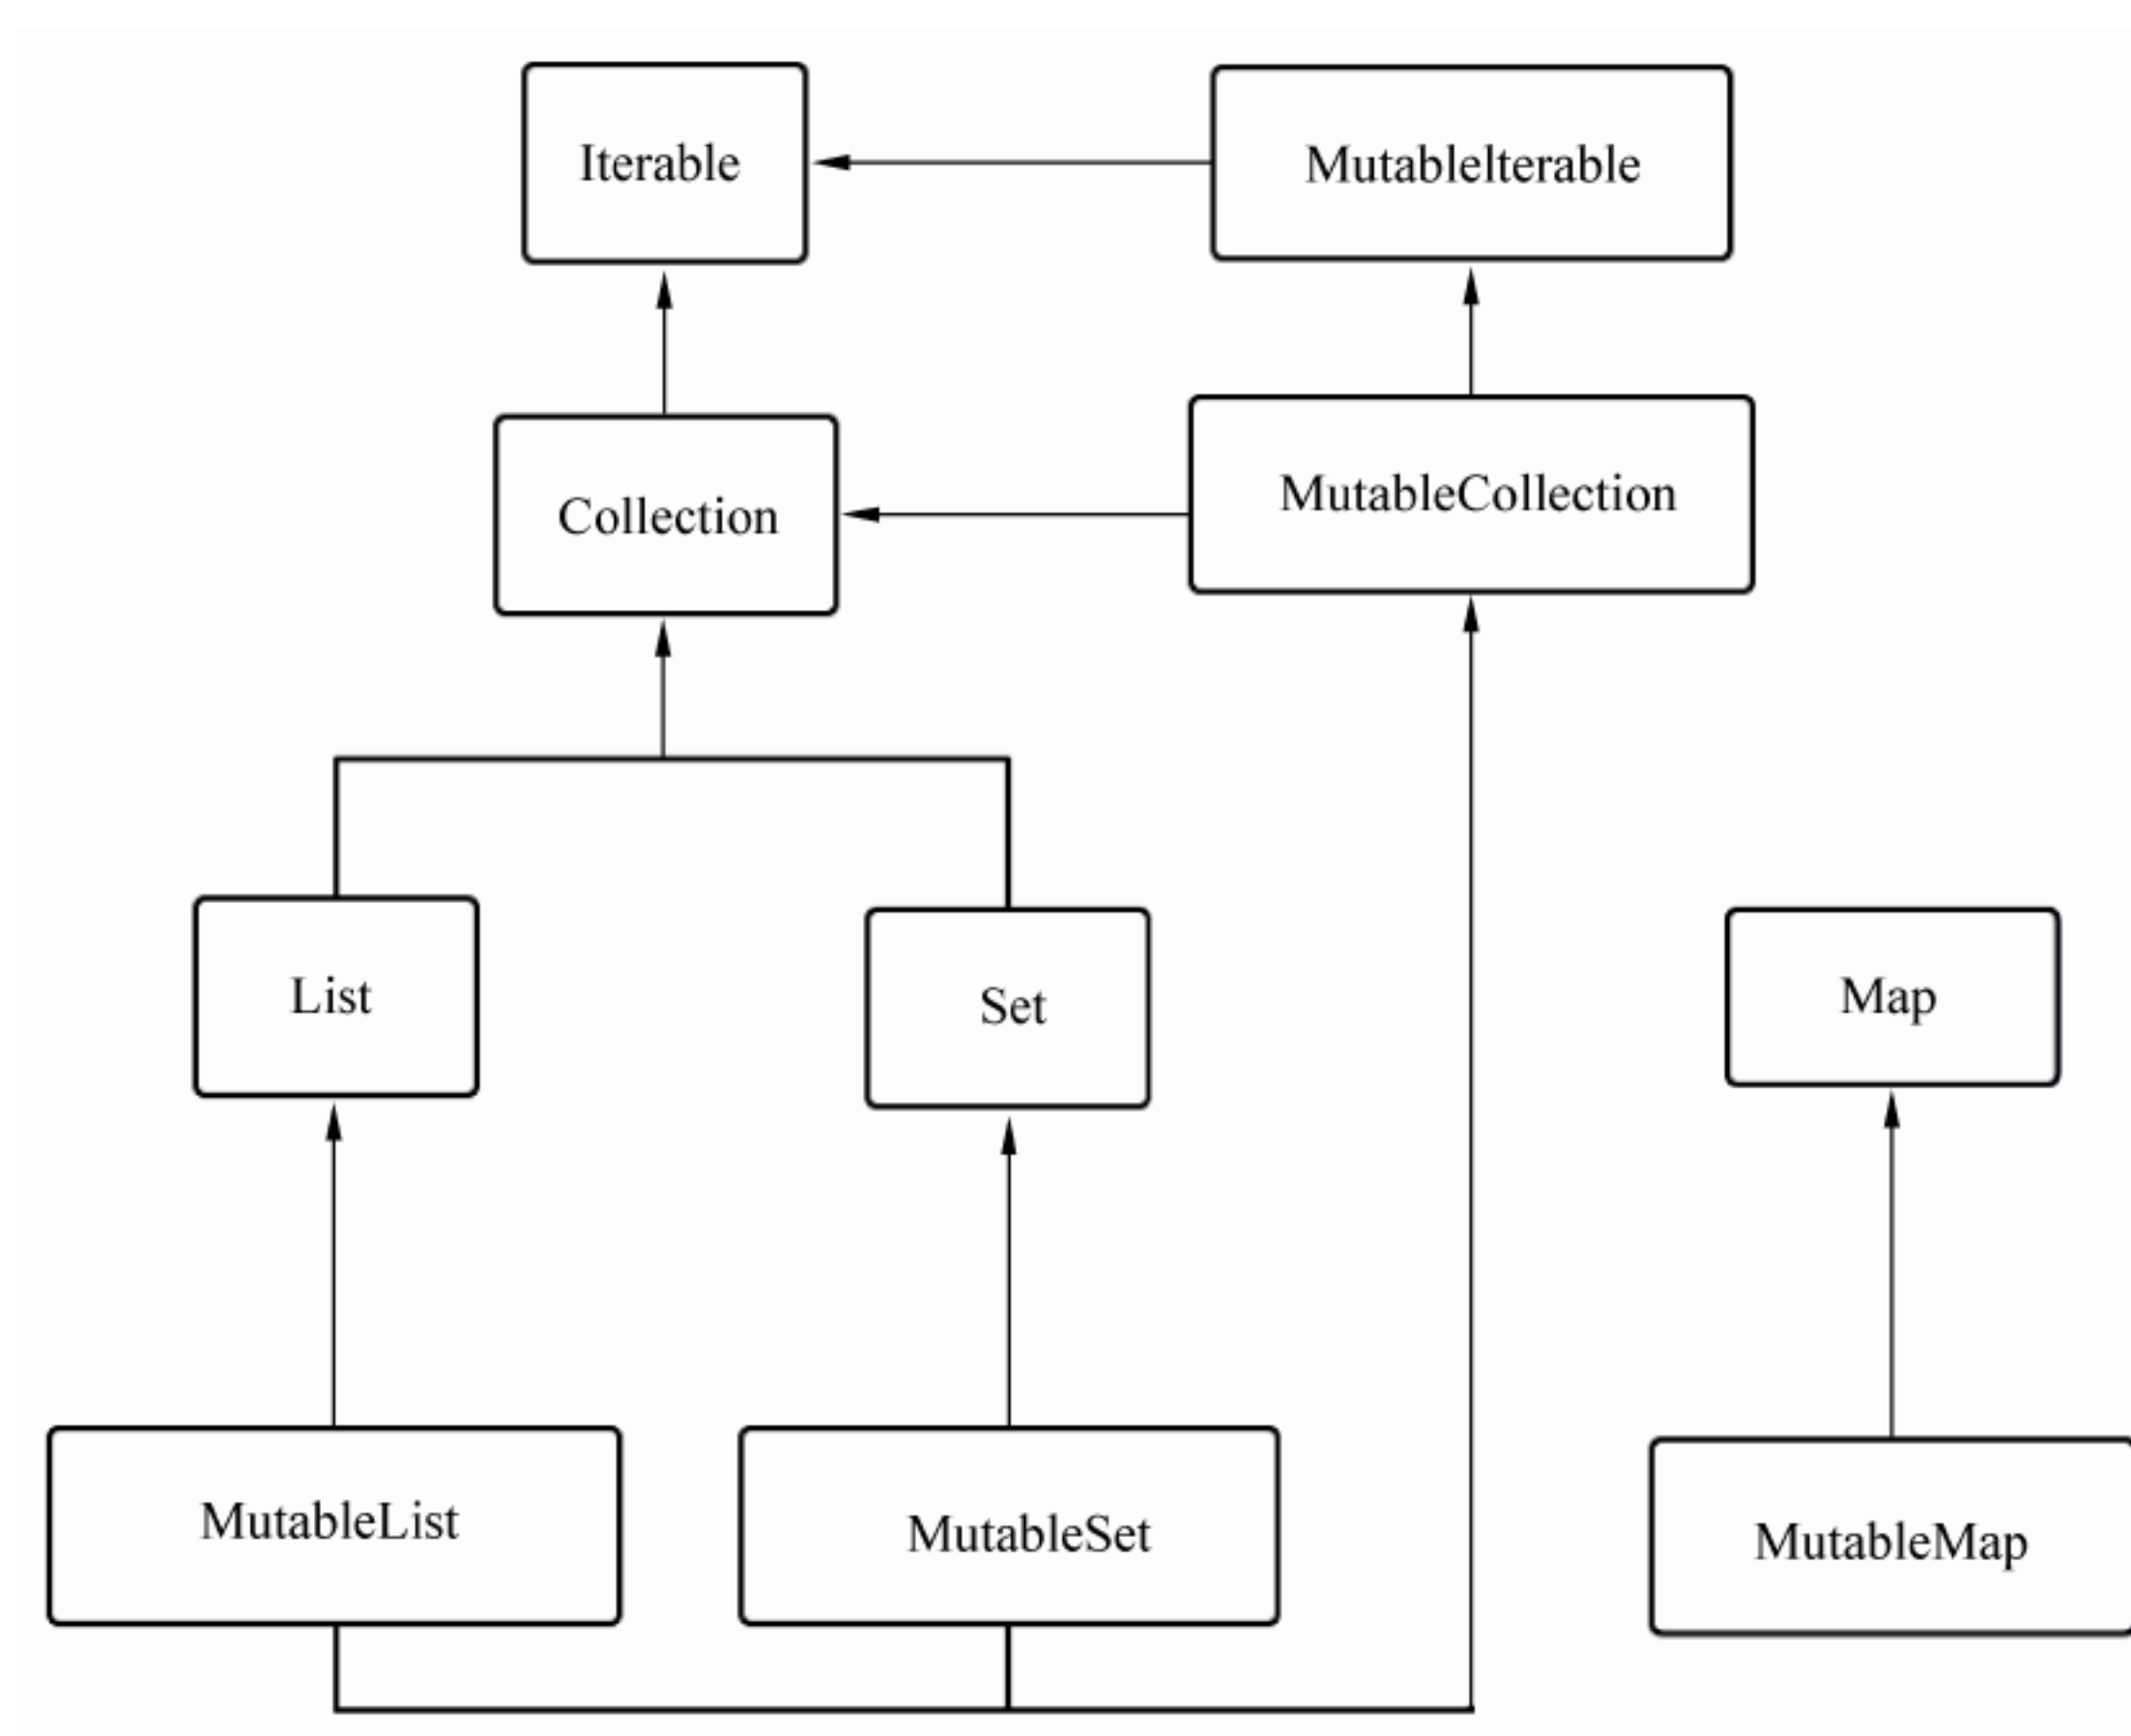 Iterable
MutableIterable
Collection
MutableCollection
List
Set
Map
MutableList
MutableSet
MutableMap